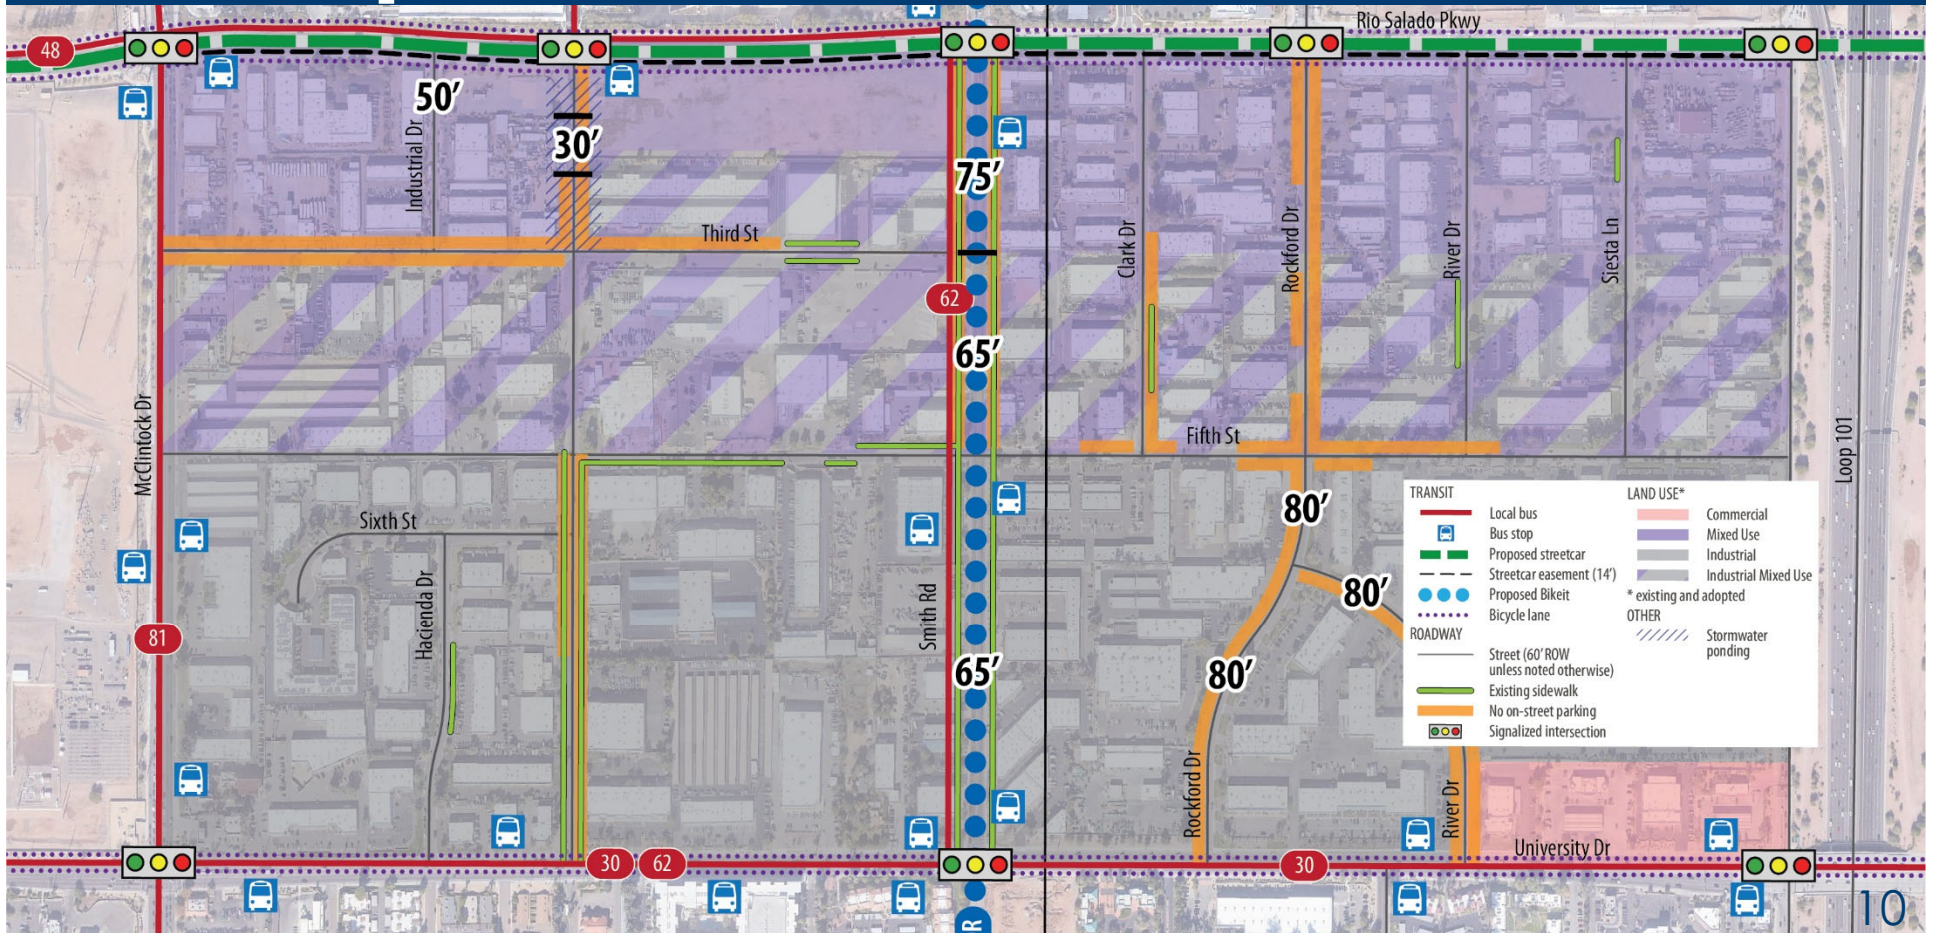 Rio Salado Pkwy
48
50′
Industrial Dr
30′
75′
Third St
Clark Dr
Rockford Dr
River Dr
Siesta Ln
62
65′
McClintock Dr
Fifth St
Loop 101
80′
Sixth St
Hacienda Dr
Smith Rd
80′
81
65′
80′
Rockford Dr
River Dr
University Dr
30
62
30
R
TRANSIT
Local bus
Bus stop
Proposed streetcar
Streetcar easement (14′)
Proposed Bikeit
Bicycle lane
ROADWAY
Street (60′ ROW
unless noted otherwise)
Existing sidewalk
No on-street parking
Signalized intersection
LAND USE*
Commercial
Mixed Use
Industrial
Industrial Mixed Use
* existing and adopted
OTHER
Stormwater
ponding
10